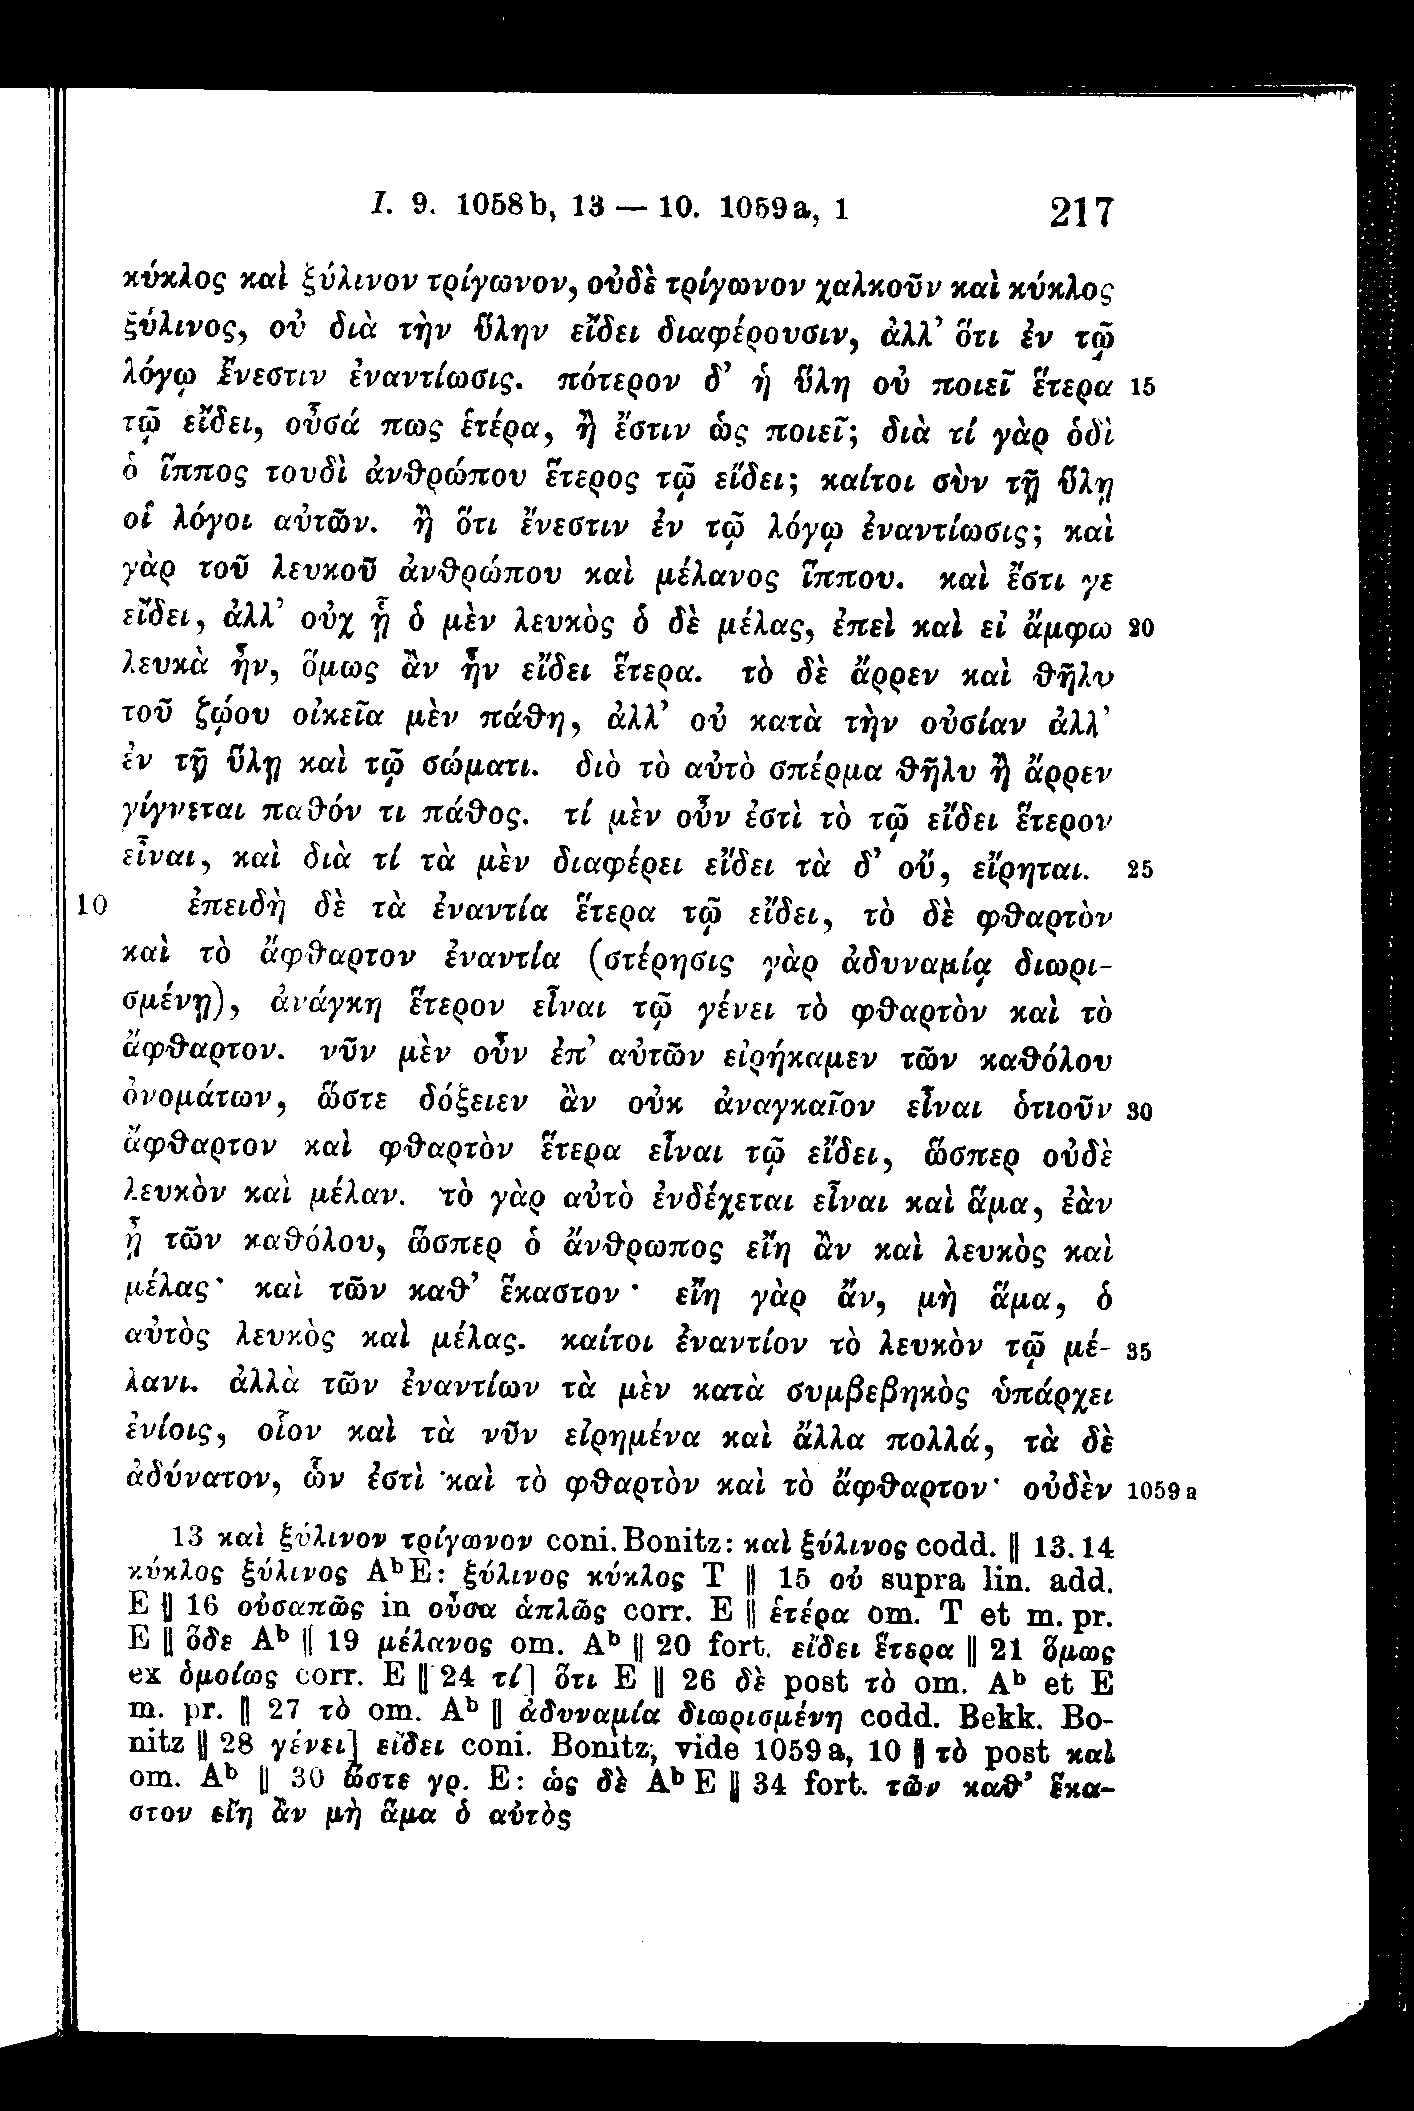 I. 9. 1058b, 13 — 10. 1059a, 1 217
κύκλος καὶ ξύλινον τρίγωνον, οὐδὲ τρίγωνον χαλκοῦν καὶ κύκλος
ξύλινος, οὐ διὰ τὴν ὕλην εἴδει διαφέρουσιν, ἀλλ’ ὅτι ἐν τῷ
λόγῳ ἔνεστιν ἐναντίωσις. πότερον δ’ ἡ ὕλη οὐ ποιεῖ ἕτερα 15
τῷ εἴδει, οὖσά πως ἑτέρα, ἢ ἔστιν ὡς ποιεῖ; διὰ τί γὰρ ὁδὶ
ὁ ἵππος τουδὶ ἀνθρώπου ἕτερος τῷ εἴδει; καίτοι σὺν τῇ ὕλῃ
οἱ λόγοι αὐτῶν. ἢ ὅτι ἔνεστιν ἐν τῷ λόγῳ ἐναντίωσις; καὶ
γὰρ τοῦ λευκοῦ ἀνθρώπου καὶ μέλανος ἵππου. καὶ ἔστι γε
εἴδει, ἀλλ’ οὐχ ᾗ ὁ μὲν λευκὸς ὁ δὲ μέλας, ἐπεὶ καὶ εἰ ἄμφω 20
λευκὰ ἦν, ὅμως ἂν ἦν εἴδει ἕτερα. τὸ δὲ ἄρρεν καὶ θῆλυ
τοῦ ζῴου οἰκεῖα μὲν πάθη, ἀλλ’ οὐ κατὰ τὴν οὐσίαν ἀλλ’
ἐν τῇ ὕλῃ καὶ τῷ σώματι. διὸ τὸ αὐτὸ σπέρμα θῆλυ ἢ ἄρρεν
γίγνεται παθόν τι πάθος. τί μὲν οὖν ἐστὶ τὸ τῷ εἴδει ἕτερον
εἶναι, καὶ διὰ τί τὰ μὲν διαφέρει εἴδει τὰ δ’ οὔ, εἴρηται. 25
10 ἐπειδὴ δὲ τὰ ἐναντία ἕτερα τῷ εἴδει, τὸ δὲ φθαρτὸν
καὶ τὸ ἄφθαρτον ἐναντία (στέρησις γὰρ ἀδυναμίᾳ διωρι-
σμένῃ), ἀνάγκη ἕτερον εἶναι τῷ γένει τὸ φθαρτὸν καὶ τὸ
ἄφθαρτον. νῦν μὲν οὖν ἐπ’ αὐτῶν εἰρήκαμεν τῶν καθόλου
ὀνομάτων, ὥστε δόξειεν ἂν οὐκ ἀναγκαῖον εἶναι ὁτιοῦν 30
ἄφθαρτον καὶ φθαρτὸν ἕτερα εἶναι τῷ εἴδει, ὥσπερ οὐδὲ
λευκὸν καὶ μέλαν. τὸ γὰρ αὐτὸ ἐνδέχεται εἶναι καὶ ἅμα, ἐὰν
ᾖ τῶν καθόλου, ὥσπερ ὁ ἄνθρωπος εἴη ἂν καὶ λευκὸς καὶ
μέλας· καὶ τῶν καθ’ ἕκαστον· εἴη γὰρ ἄν, μὴ ἅμα, ὁ
αὐτὸς λευκὸς καὶ μέλας. καίτοι ἐναντίον τὸ λευκὸν τῷ μέ- 35
λανι. ἀλλὰ τῶν ἐναντίων τὰ μὲν κατὰ συμβεβηκὸς ὑπάρχει
ἐνίοις, οἷον καὶ τὰ νῦν εἰρημένα καὶ ἄλλα πολλά, τὰ δὲ
ἀδύνατον, ὧν ἐστὶ καὶ τὸ φθαρτὸν καὶ τὸ ἄφθαρτον· οὐδὲν 1059a
13 καὶ ξύλινον τρίγωνον coni. Bonitz: καὶ ξύλινος codd. ‖ 13.14
κύκλος ξύλινος AᵇE: ξύλινος κύκλος T ‖ 15 οὐ supra lin. add.
E ‖ 16 οὐσαπῶς in οὖσα ἁπλῶς corr. E ‖ ἑτέρα om. T et m. pr.
E ‖ ὅδε Aᵇ ‖ 19 μέλανος om. Aᵇ ‖ 20 fort. εἴδει ἕτερα ‖ 21 ὅμως
ex ὁμοίως corr. E ‖ 24 τί] ὅτι E ‖ 26 δὲ post τὸ om. Aᵇ et E
m. pr. ‖ 27 τὸ om. Aᵇ ‖ ἀδυναμία διωρισμένη codd. Bekk. Bo-
nitz ‖ 28 γένει] εἴδει coni. Bonitz, vide 1059a, 10 ‖ τὸ post καὶ
om. Aᵇ ‖ 30 ὥστε γρ. E: ὡς δὲ AᵇE ‖ 34 fort. τῶν καθ’ ἕκα-
στον εἴη ἂν μὴ ἅμα ὁ αὐτὸς